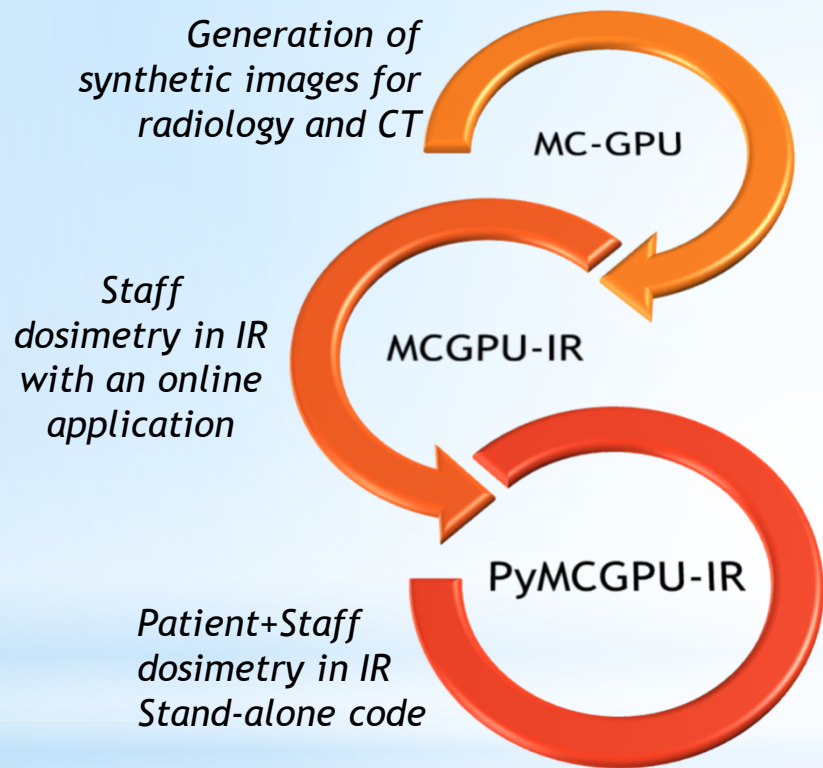 Generation of
synthetic images for
radiology and CT
MC-GPU
Staff
dosimetry in IR
with an online
application
MCGPU-IR
PyMCGPU-IR
Patient+Staff
dosimetry in IR
Stand-alone code